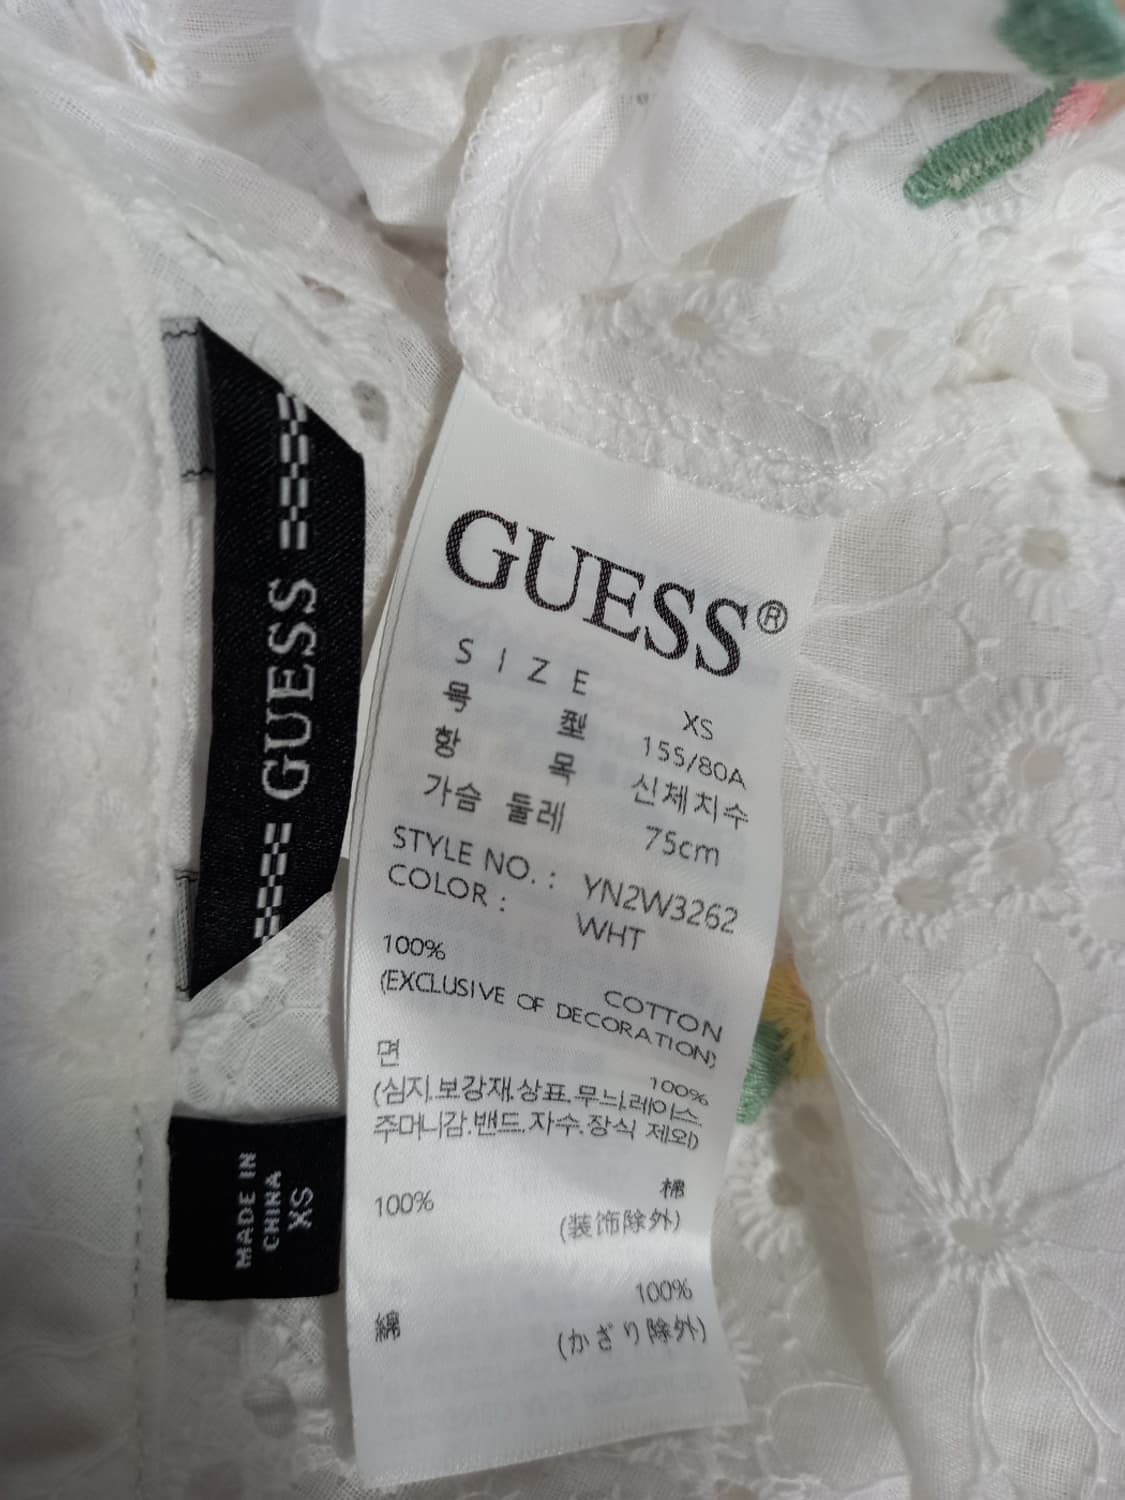 GUESS
MADE IN
CHINA
XS
GUESS®
SIZE XS
号 型 155/80A
항 목 신체치수
가슴 둘레 75cm
STYLE NO.: YN2W3262
COLOR: WHT
100% COTTON
(EXCLUSIVE OF DECORATION)
면 100%
(심지.보강재.상표.무늬.레이스.
주머니감.밴드.자수.장식 제외)
100% 棉
(装饰除外)
綿 100%
(かざり除外)